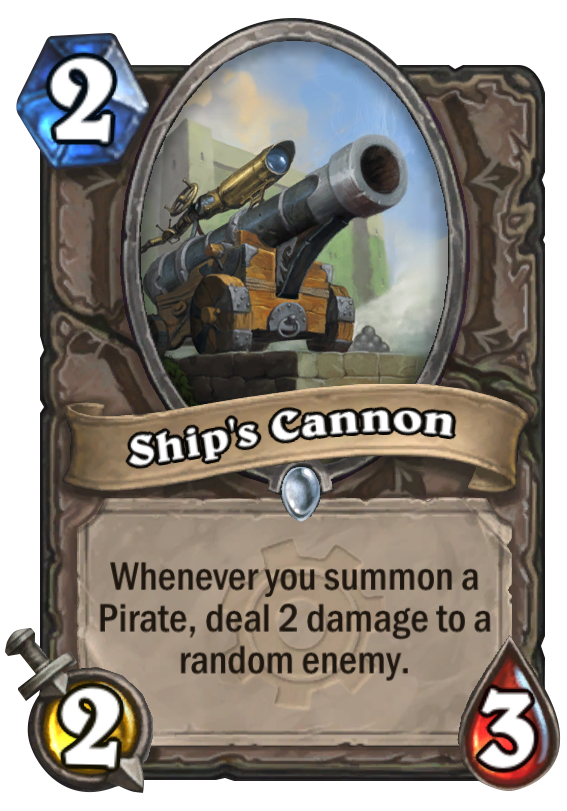 2
Ship's Cannon
Whenever you summon a
Pirate, deal 2 damage to a
random enemy.
2
3